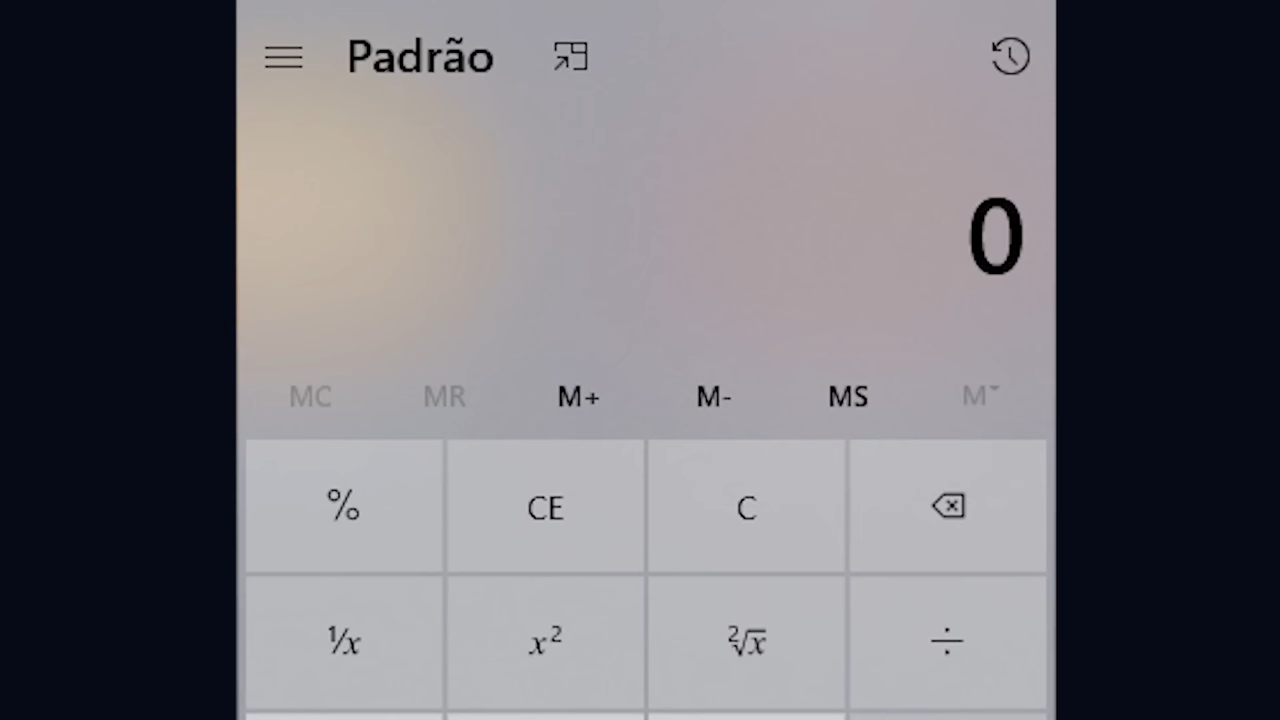 Padrão
0
MC MR M+ M- MS M˅
% CE C
⅟x x² ²√x ÷